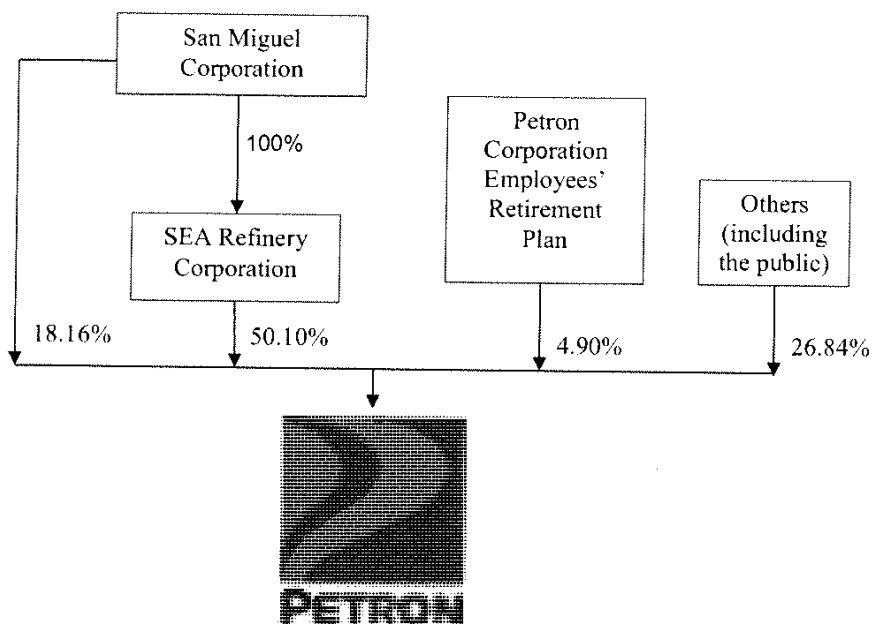 San Miguel
Corporation
100%
Petron
Corporation
Employees'
Retirement
Plan
Others
(including
the public)
SEA Refinery
Corporation
18.16%
50.10%
4.90%
26.84%
PETRON